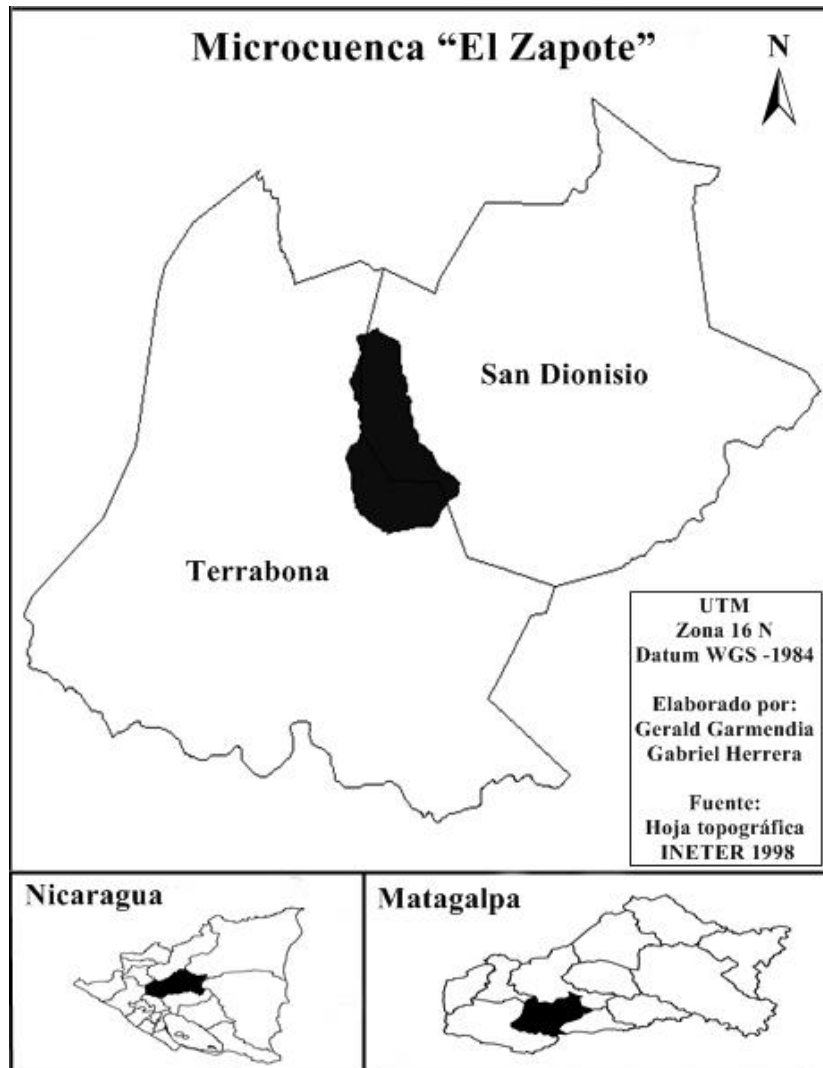 Microcuenca “El Zapote”
N
San Dionisio
Terrabona
UTM
Zona 16 N
Datum WGS -1984
Elaborado por:
Gerald Garmendia
Gabriel Herrera
Fuente:
Hoja topográfica
INETER 1998
Nicaragua
Matagalpa